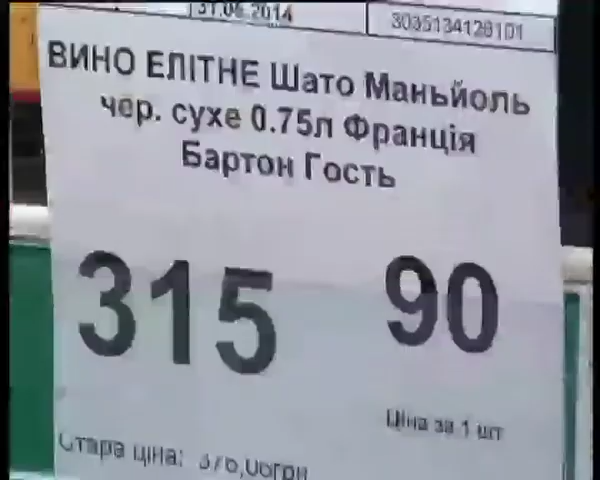 31.08.2014
3035134128101
ВИНО ЕЛІТНЕ Шато Маньйоль
чер. сухе 0.75л Франція
Бартон Гость
315 90
Ціна за 1 шт
Стара ціна: